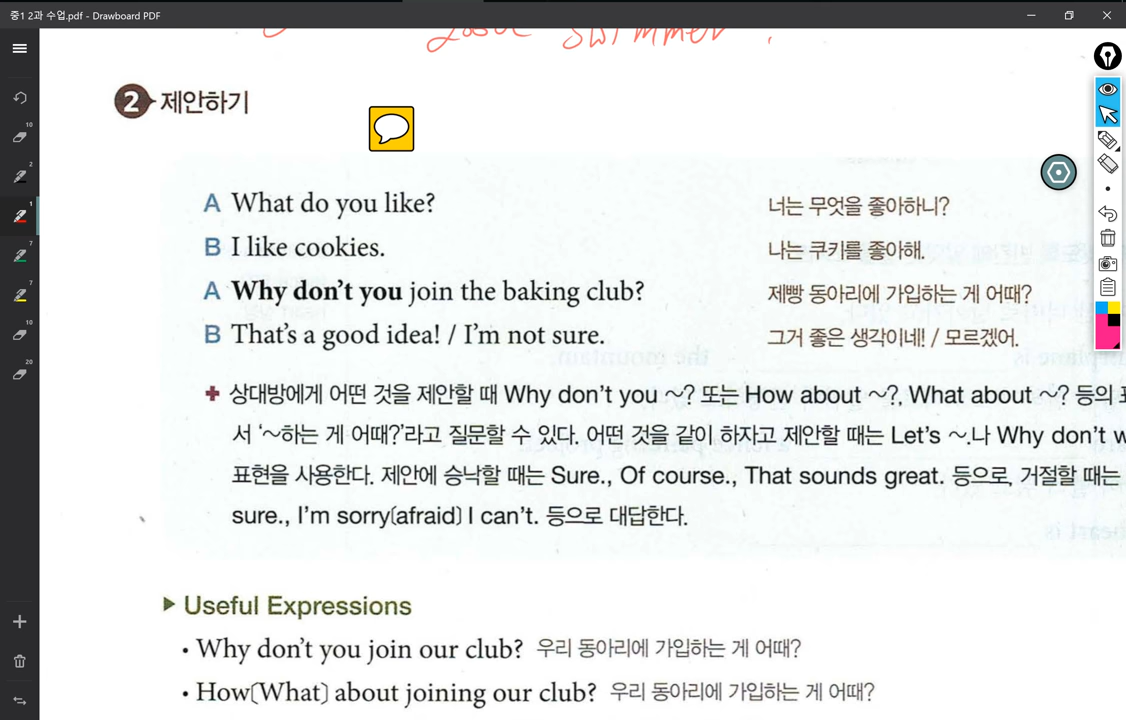 중1 2과 수업.pdf - Drawboard PDF
swimmer.
2 제안하기
A What do you like? 너는 무엇을 좋아하니?
B I like cookies. 나는 쿠키를 좋아해.
A Why don't you join the baking club? 제빵 동아리에 가입하는 게 어때?
B That's a good idea! / I'm not sure. 그거 좋은 생각이네! / 모르겠어.
+ 상대방에게 어떤 것을 제안할 때 Why don't you ~? 또는 How about ~?, What about ~? 등의
서 '~하는 게 어때?'라고 질문할 수 있다. 어떤 것을 같이 하자고 제안할 때는 Let's ~.나 Why don't
표현을 사용한다. 제안에 승낙할 때는 Sure., Of course., That sounds great. 등으로, 거절할 때는
sure., I'm sorry[afraid] I can't. 등으로 대답한다.
▶ Useful Expressions
• Why don't you join our club? 우리 동아리에 가입하는 게 어때?
• How[What] about joining our club? 우리 동아리에 가입하는 게 어때?
10
2
1
7
7
10
20